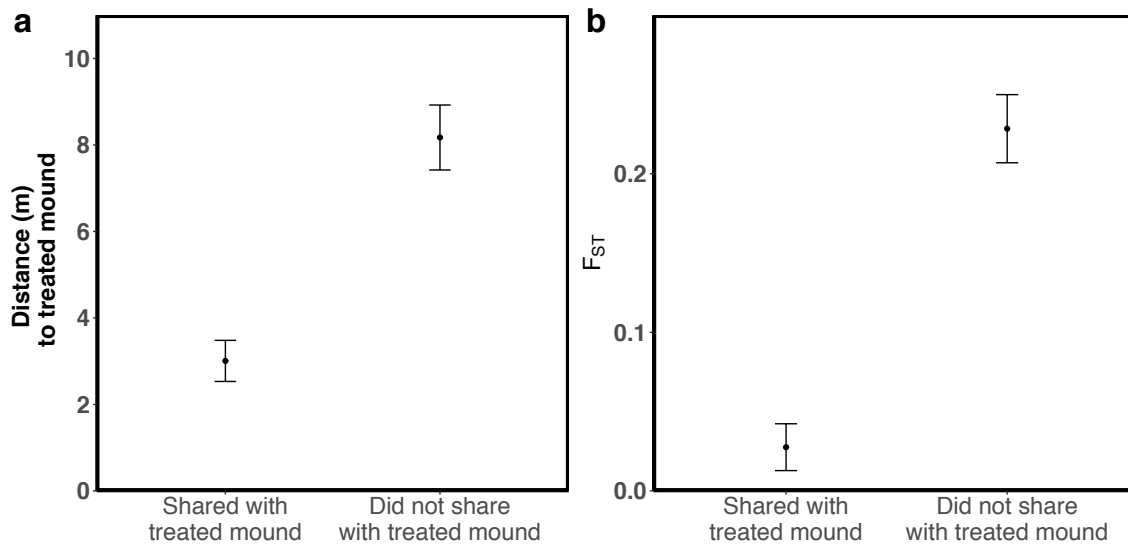 a
Distance (m)
to treated mound
10
8
6
4
2
0
Shared with
treated mound
Did not share
with treated mound
b
FST
0.2
0.1
0.0
Shared with
treated mound
Did not share
with treated mound